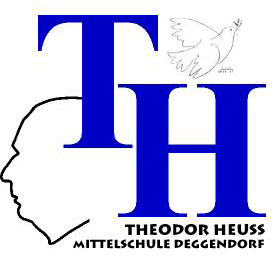 TH
THEODOR HEUSS
MITTELSCHULE DEGGENDORF